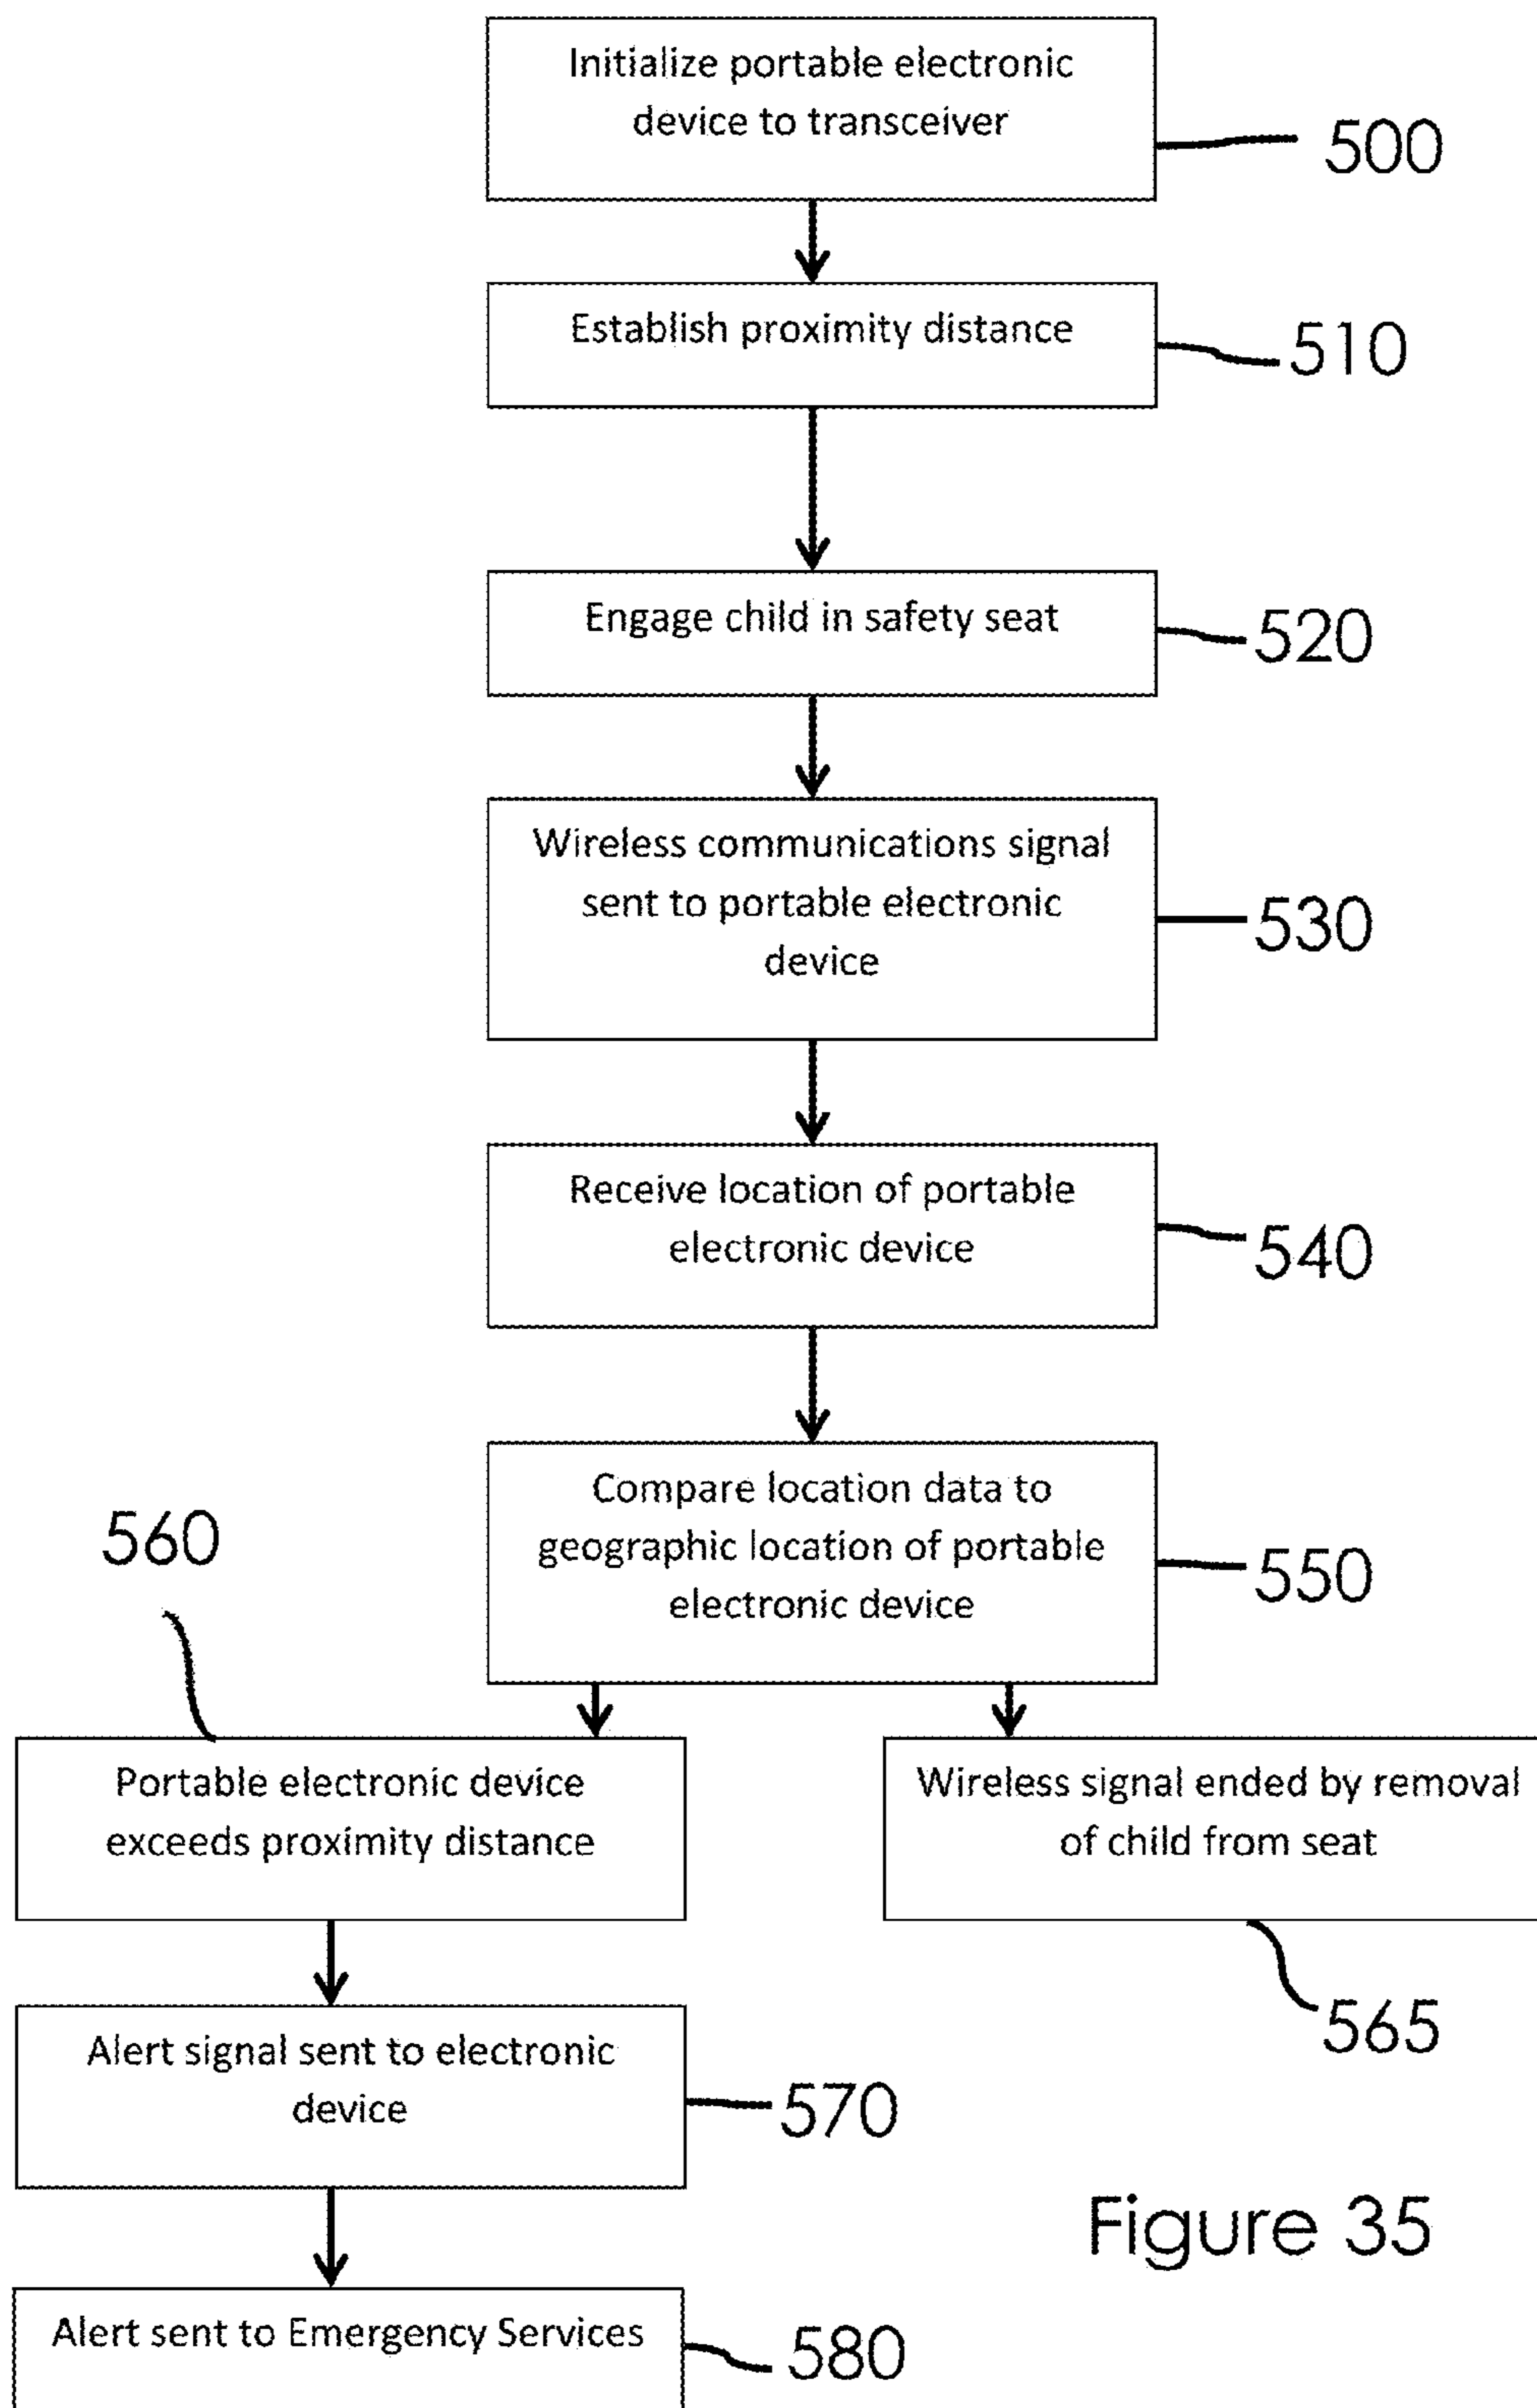 Initialize portable electronic
device to transceiver
500
Establish proximity distance
510
Engage child in safety seat
520
Wireless communications signal
sent to portable electronic
device
530
Receive location of portable
electronic device
540
Compare location data to
geographic location of portable
electronic device
550
560
Portable electronic device
exceeds proximity distance
Wireless signal ended by removal
of child from seat
565
Alert signal sent to electronic
device
570
Alert sent to Emergency Services
580
Figure 35